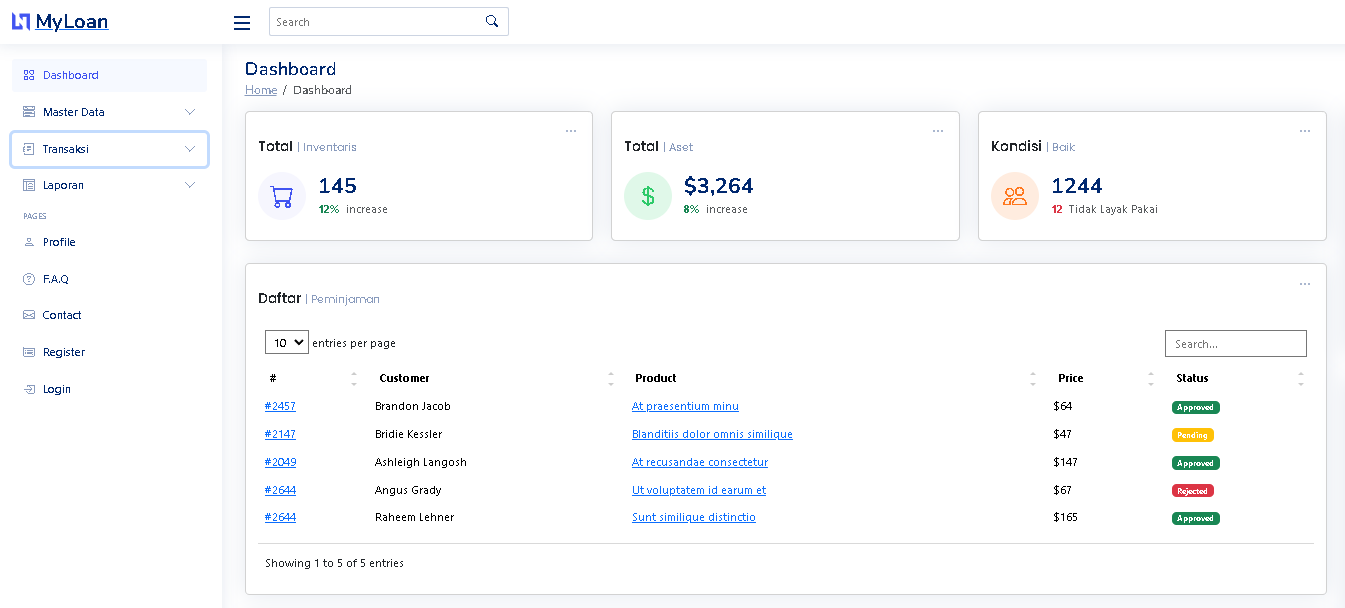 MyLoan
Search
Dashboard
Master Data
Transaksi
Laporan
PAGES
Profile
F.A.Q
Contact
Register
Login
Dashboard
Home / Dashboard
Total | Inventaris
145
12% increase
Total | Aset
$3,264
8% increase
Kondisi | Baik
1244
12 Tidak Layak Pakai
Daftar | Peminjaman
10 entries per page
Search...
# Customer Product Price Status
#2457 Brandon Jacob At praesentium minu $64 Approved
#2147 Bridie Kessler Blanditiis dolor omnis similique $47 Pending
#2049 Ashleigh Langosh At recusandae consectetur $147 Approved
#2644 Angus Grady Ut voluptatem id earum et $67 Rejected
#2644 Raheem Lehner Sunt similique distinctio $165 Approved
Showing 1 to 5 of 5 entries